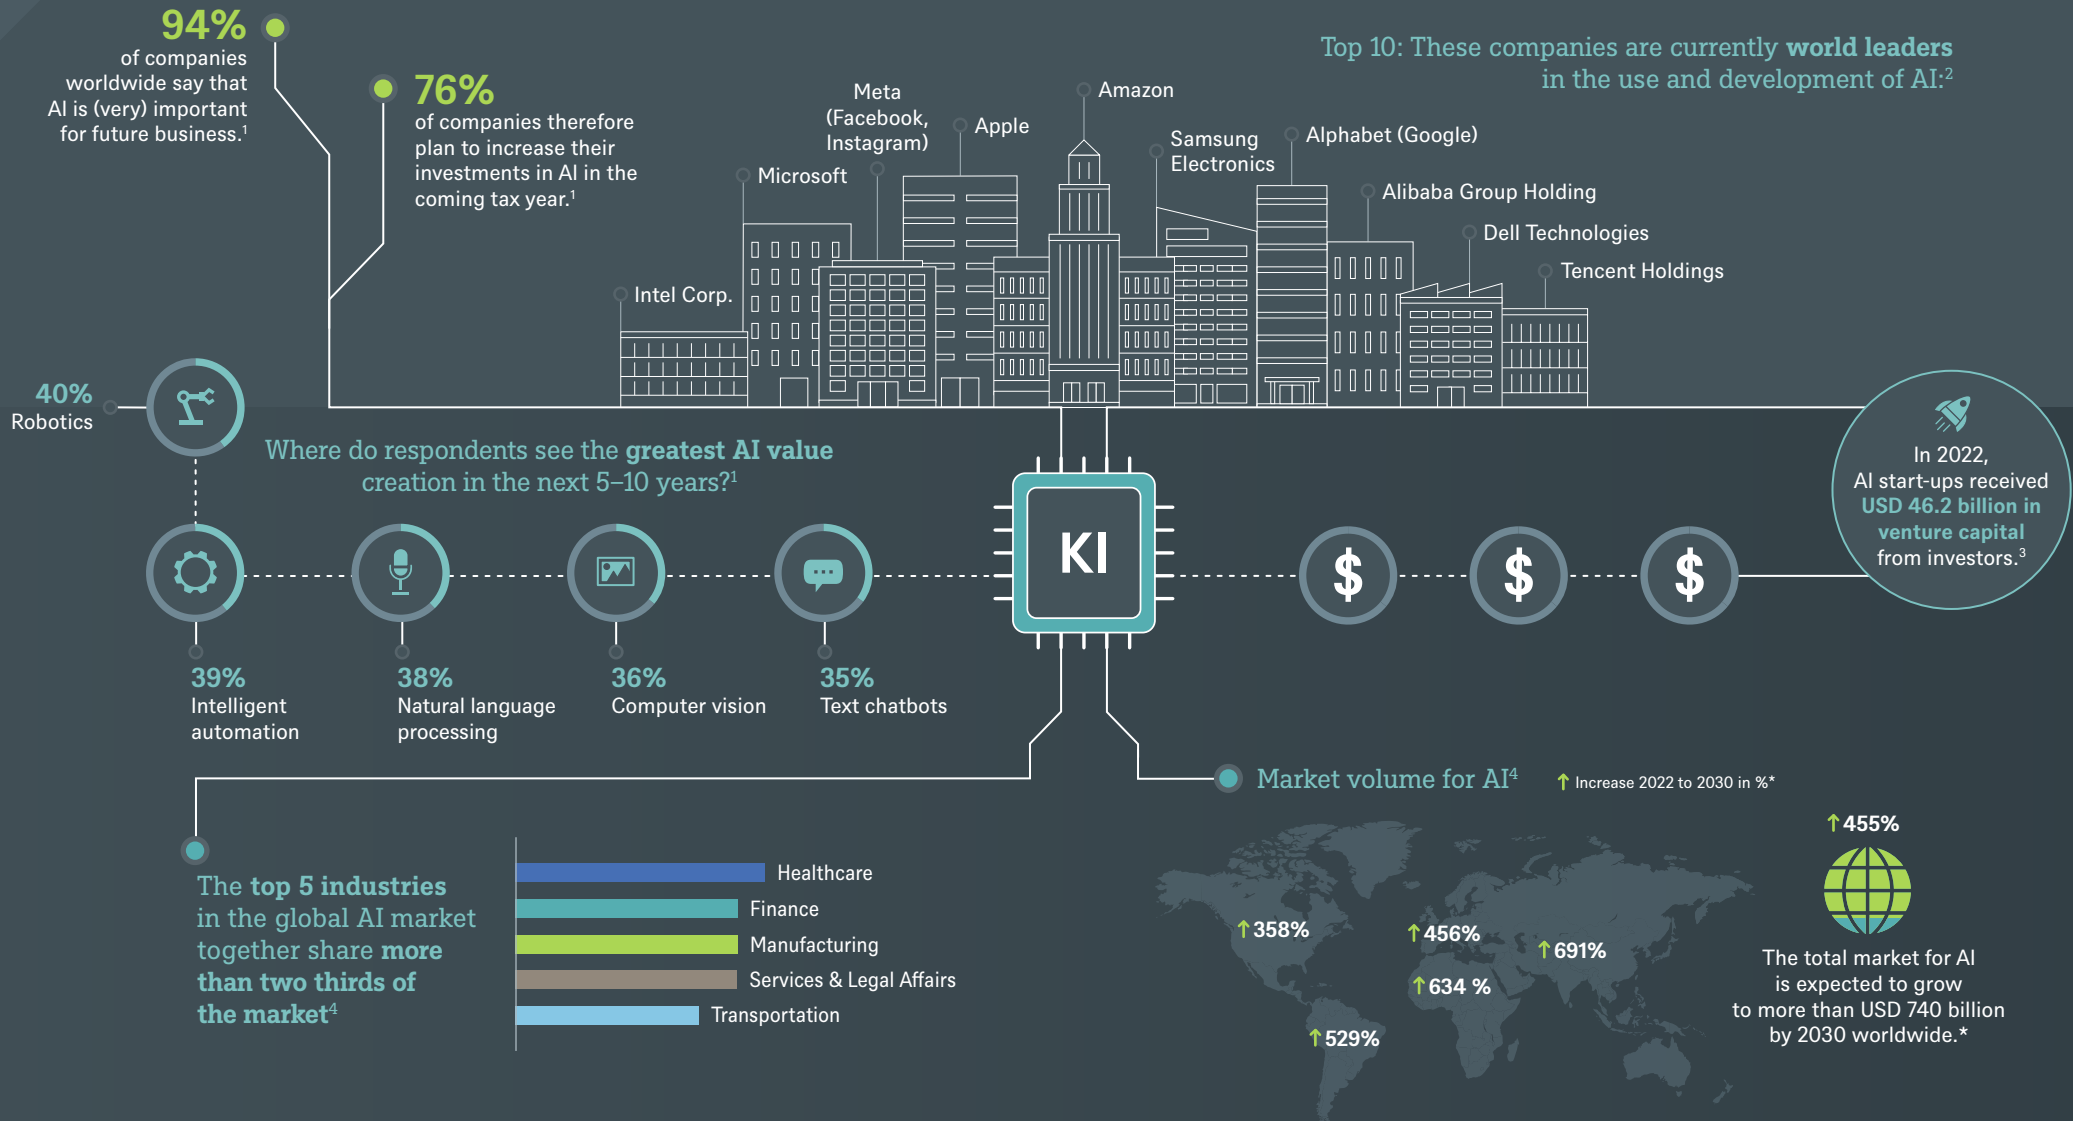 94%
of companies
worldwide say that
AI is (very) important
for future business.1
76%
of companies therefore
plan to increase their
investments in AI in the
coming tax year.1
Top 10: These companies are currently world leaders
in the use and development of AI:2
Intel Corp.
Microsoft
Meta
(Facebook,
Instagram)
Apple
Amazon
Samsung
Electronics
Alphabet (Google)
Alibaba Group Holding
Dell Technologies
Tencent Holdings
40%
Robotics
Where do respondents see the greatest AI value
creation in the next 5–10 years?1
39%
Intelligent
automation
38%
Natural language
processing
36%
Computer vision
35%
Text chatbots
KI
$
$
$
In 2022,
AI start-ups received
USD 46.2 billion in
venture capital
from investors.3
The top 5 industries
in the global AI market
together share more
than two thirds of
the market4
Healthcare
Finance
Manufacturing
Services & Legal Affairs
Transportation
Market volume for AI4
↑ Increase 2022 to 2030 in %*
↑358%
↑456%
↑691%
↑634 %
↑529%
↑455%
The total market for AI
is expected to grow
to more than USD 740 billion
by 2030 worldwide.*